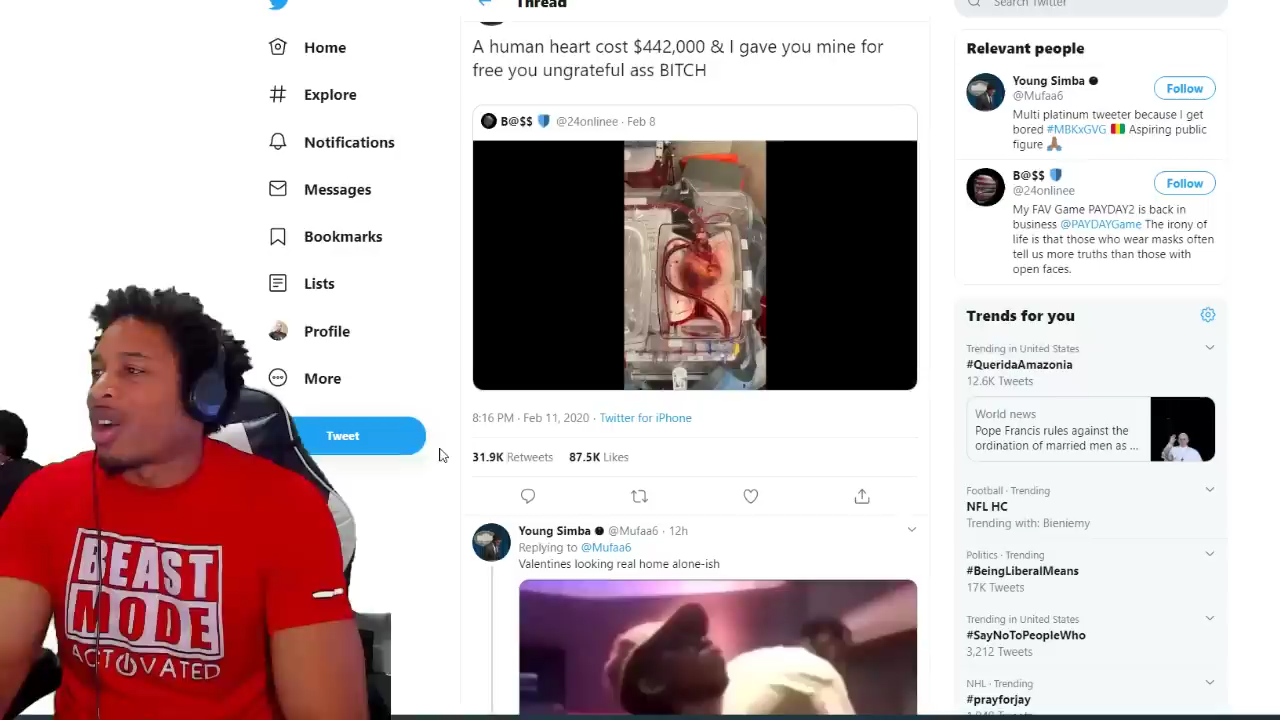 Thread
Search Twitter
Home
Explore
Notifications
Messages
Bookmarks
Lists
Profile
More
Tweet
A human heart cost $442,000 & I gave you mine for
free you ungrateful ass BITCH
B@$$ @24onlinee · Feb 8
8:16 PM · Feb 11, 2020 · Twitter for iPhone
31.9K Retweets 87.5K Likes
Young Simba @Mufaa6 · 12h
Replying to @Mufaa6
Valentines looking real home alone-ish
Relevant people
Young Simba
@Mufaa6
Follow
Multi platinum tweeter because I get
bored #MBKxGVG Aspiring public
figure
B@$$
@24onlinee
Follow
My FAV Game PAYDAY2 is back in
business @PAYDAYGame The irony of
life is that those who wear masks often
tell us more truths than those with
open faces.
Trends for you
Trending in United States
#QueridaAmazonia
12.6K Tweets
World news
Pope Francis rules against the
ordination of married men as ...
Football · Trending
NFL HC
Trending with: Bieniemy
Politics · Trending
#BeingLiberalMeans
17K Tweets
Trending in United States
#SayNoToPeopleWho
3,212 Tweets
NHL · Trending
#prayforjay
BEAST
MODE
ACTIVATED